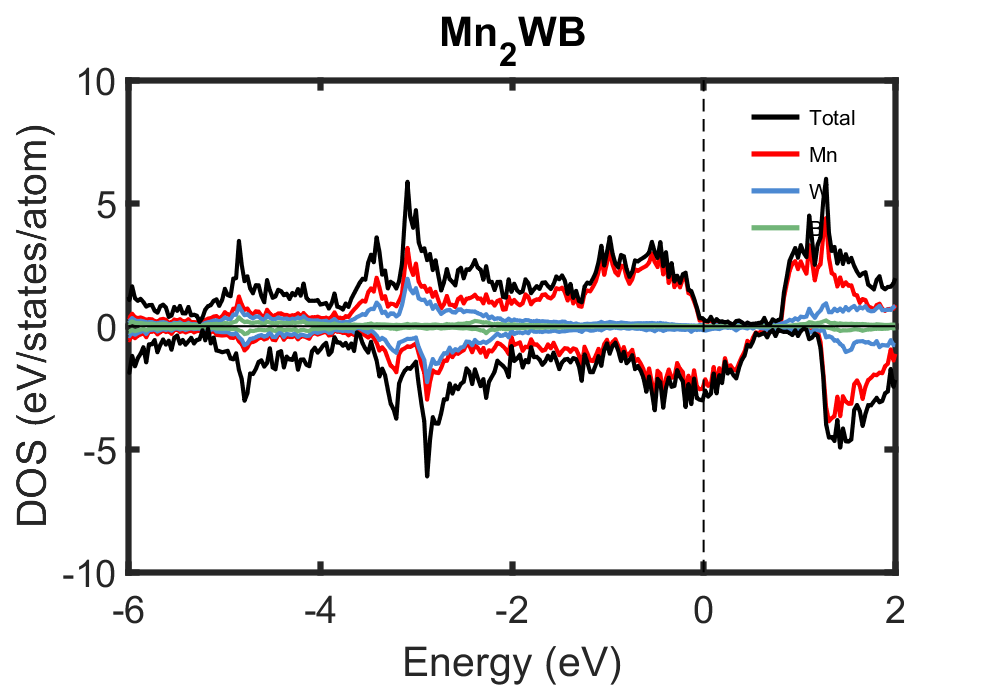 Mn2WB
10
5
0
-5
-10
-6
-4
-2
0
2
DOS (eV/states/atom)
Energy (eV)
Total
Mn
W
B